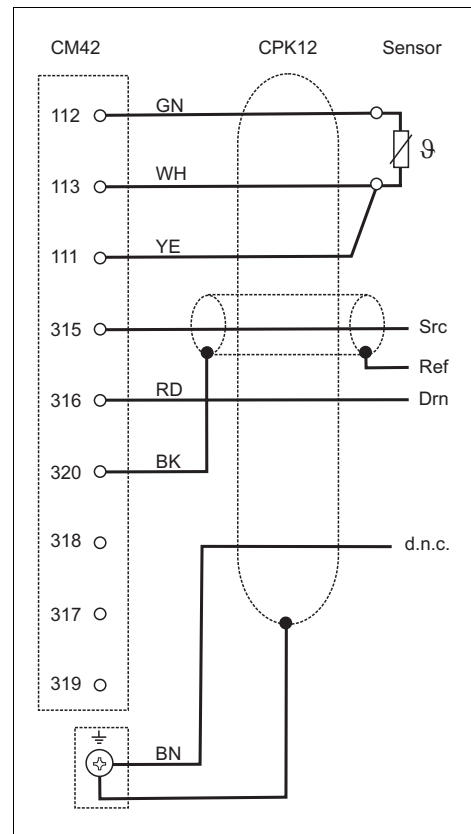 CM42 CPK12 Sensor
112 GN
ϑ
113 WH
111 YE
315 Src
Ref
316 RD Drn
320 BK
318
d.n.c.
317
319
BN